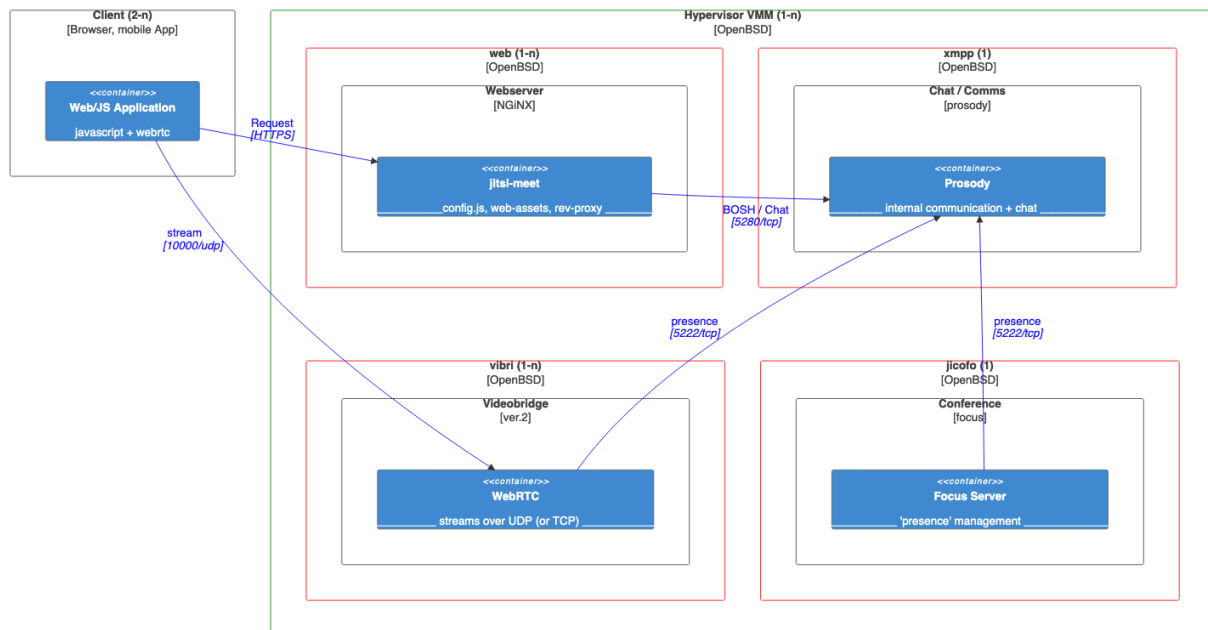 Client (2-n)
[Browser, mobile App]
<<container>>
Web/JS Application
javascript + webrtc
Hypervisor VMM (1-n)
[OpenBSD]
web (1-n)
[OpenBSD]
Webserver
[NGiNX]
<<container>>
jitsi-meet
config.js, web-assets, rev-proxy
xmpp (1)
[OpenBSD]
Chat / Comms
[prosody]
<<container>>
Prosody
internal communication + chat
Request
[HTTPS]
BOSH / Chat
[5280/tcp]
stream
[10000/udp]
presence
[5222/tcp]
presence
[5222/tcp]
vibri (1-n)
[OpenBSD]
Videobridge
[ver.2]
<<container>>
WebRTC
streams over UDP (or TCP)
jicofo (1)
[OpenBSD]
Conference
[focus]
<<container>>
Focus Server
'presence' management